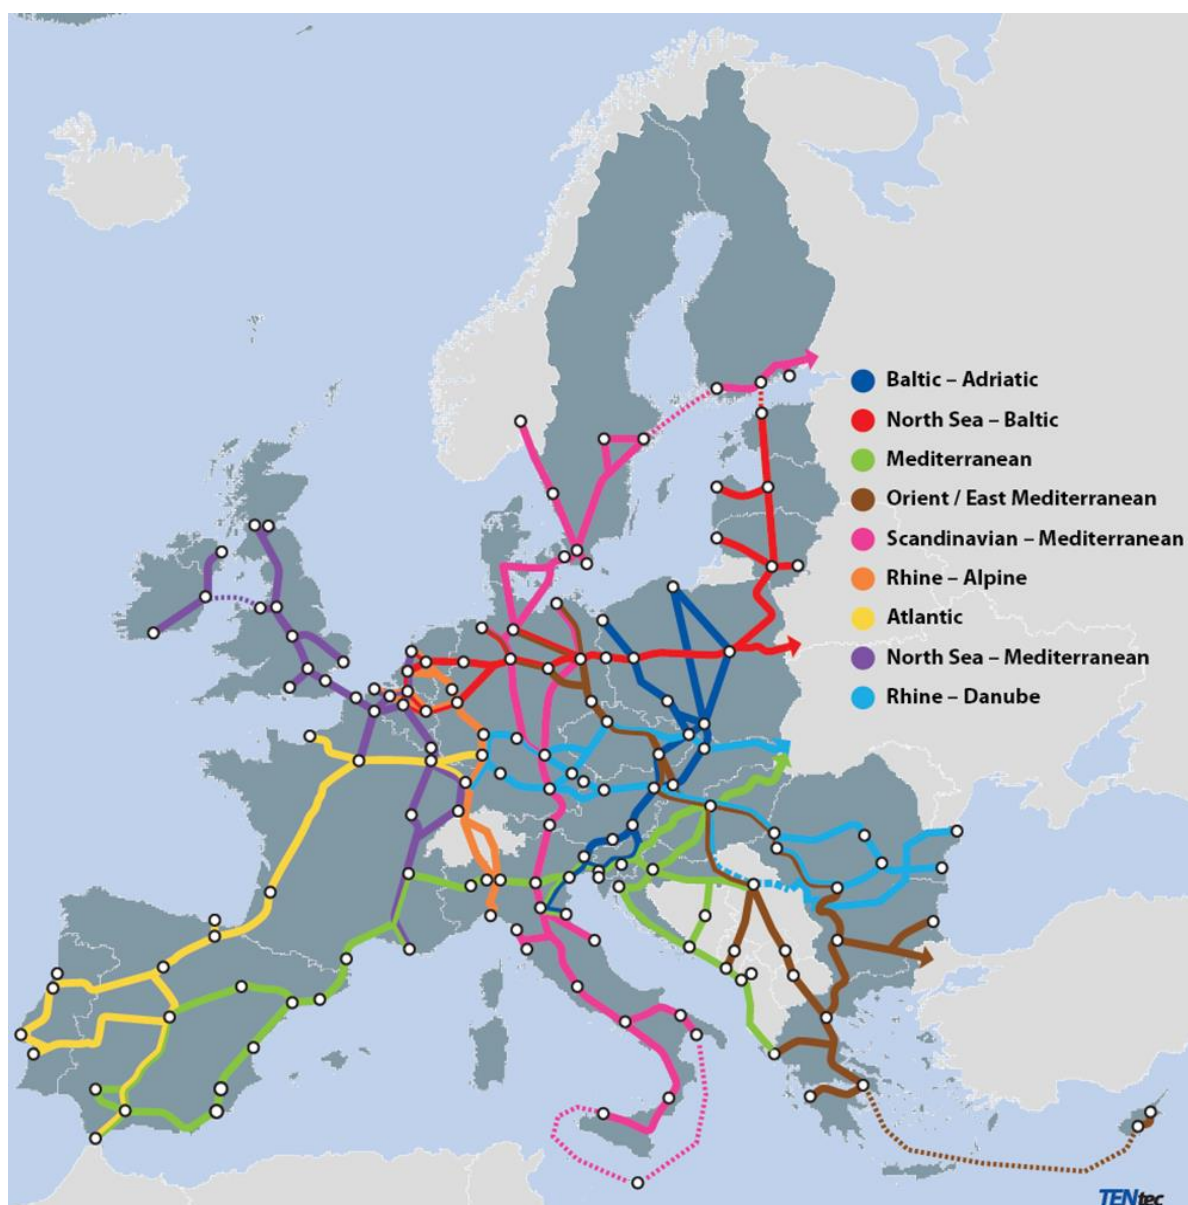 Baltic – Adriatic
North Sea – Baltic
Mediterranean
Orient / East Mediterranean
Scandinavian – Mediterranean
Rhine – Alpine
Atlantic
North Sea – Mediterranean
Rhine – Danube
TENtec